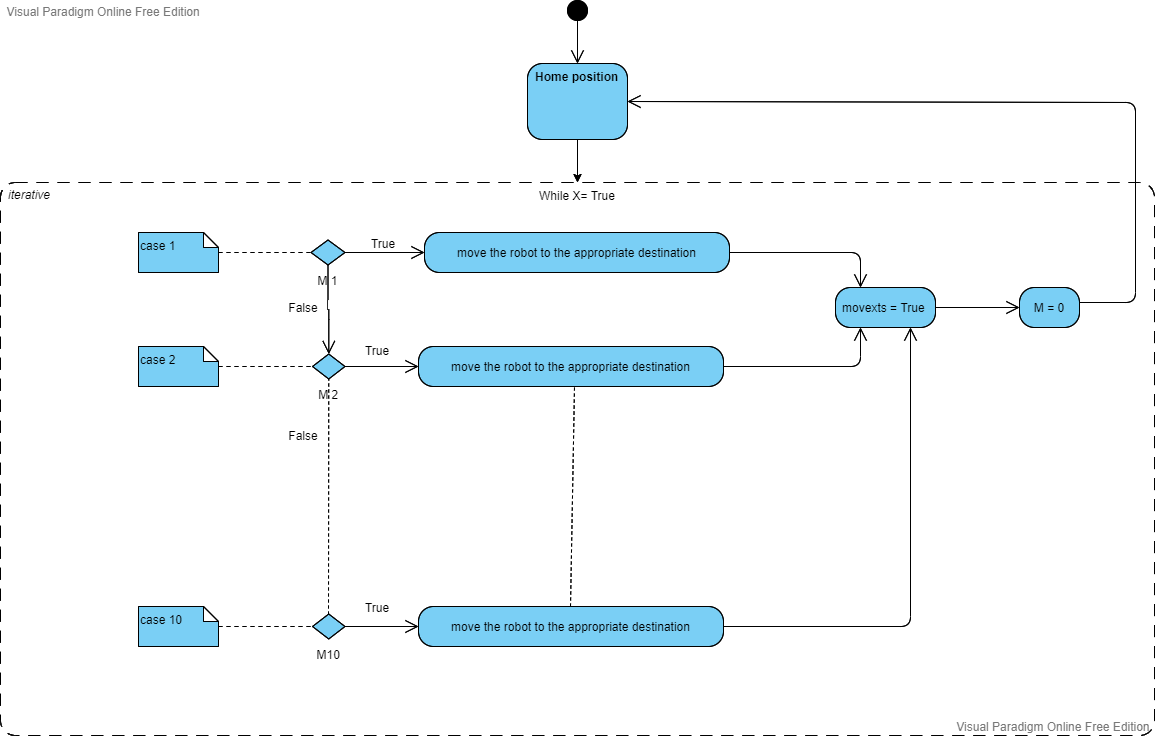 Visual Paradigm Online Free Edition
Home position
iterative
While X= True
case 1
True
move the robot to the appropriate destination
M 1
False
movexts = True
M = 0
case 2
True
move the robot to the appropriate destination
M 2
False
case 10
True
move the robot to the appropriate destination
M10
Visual Paradigm Online Free Edition